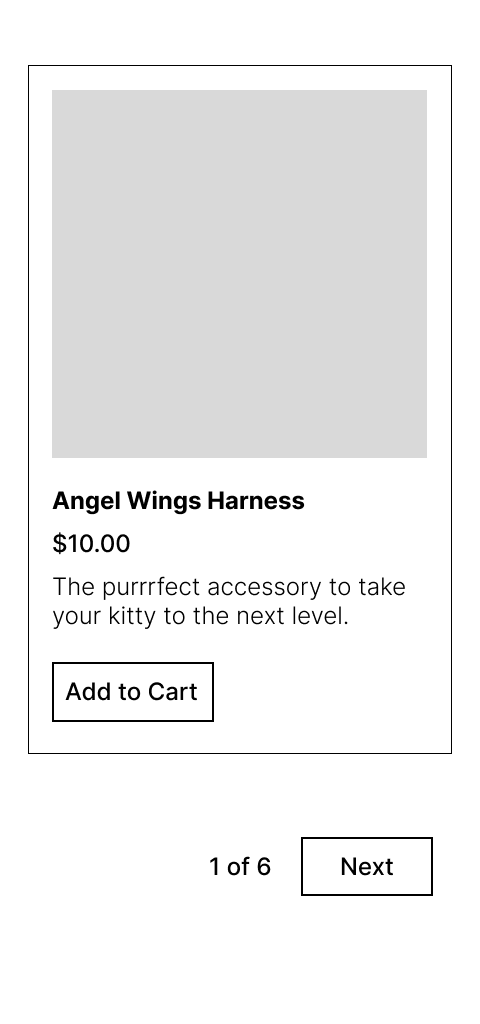 Angel Wings Harness
$10.00
The purrrfect accessory to take
your kitty to the next level.
Add to Cart
1 of 6
Next